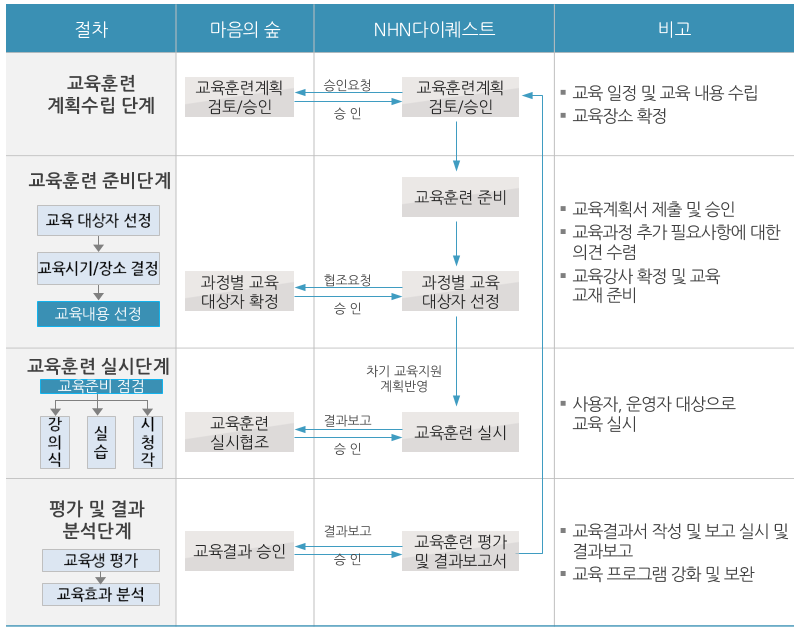 절차
마음의 숲
NHN다이퀘스트
비고
교육훈련
계획수립 단계
교육훈련계획
검토/승인
승인요청
승 인
교육훈련계획
검토/승인
▪ 교육 일정 및 교육 내용 수립
▪ 교육장소 확정
교육훈련 준비단계
교육 대상자 선정
교육시기/장소 결정
교육내용 선정
교육훈련 준비
과정별 교육
대상자 확정
협조요청
승 인
과정별 교육
대상자 선정
▪ 교육계획서 제출 및 승인
▪ 교육과정 추가 필요사항에 대한
의견 수렴
▪ 교육강사 확정 및 교육
교재 준비
차기 교육지원
계획반영
교육훈련 실시단계
교육준비 점검
강의식
실습
시청각
교육훈련
실시협조
결과보고
승 인
교육훈련 실시
▪ 사용자, 운영자 대상으로
교육 실시
평가 및 결과
분석단계
교육생 평가
교육효과 분석
교육결과 승인
결과보고
승 인
교육훈련 평가
및 결과보고서
▪ 교육결과서 작성 및 보고 실시 및
결과보고
▪ 교육 프로그램 강화 및 보완